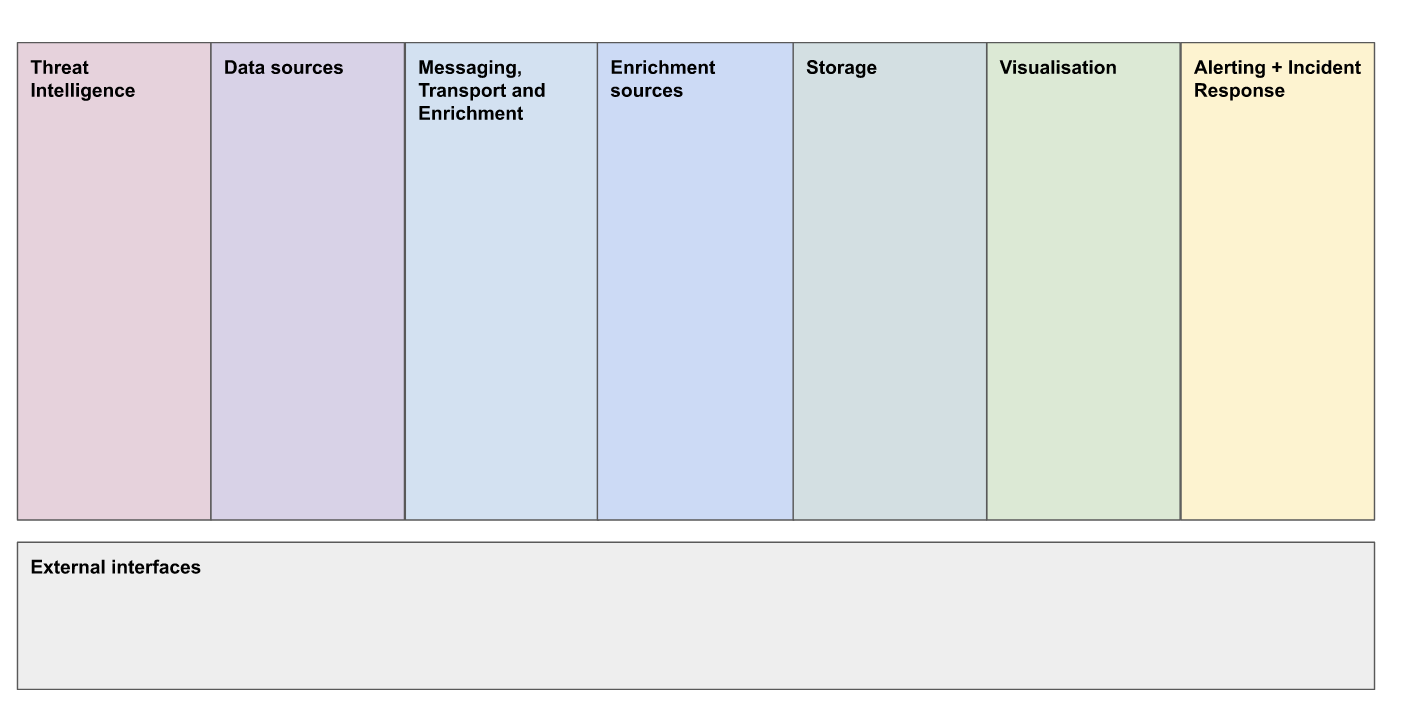 Threat
Intelligence
Data sources
Messaging,
Transport and
Enrichment
Enrichment
sources
Storage
Visualisation
Alerting + Incident
Response
External interfaces